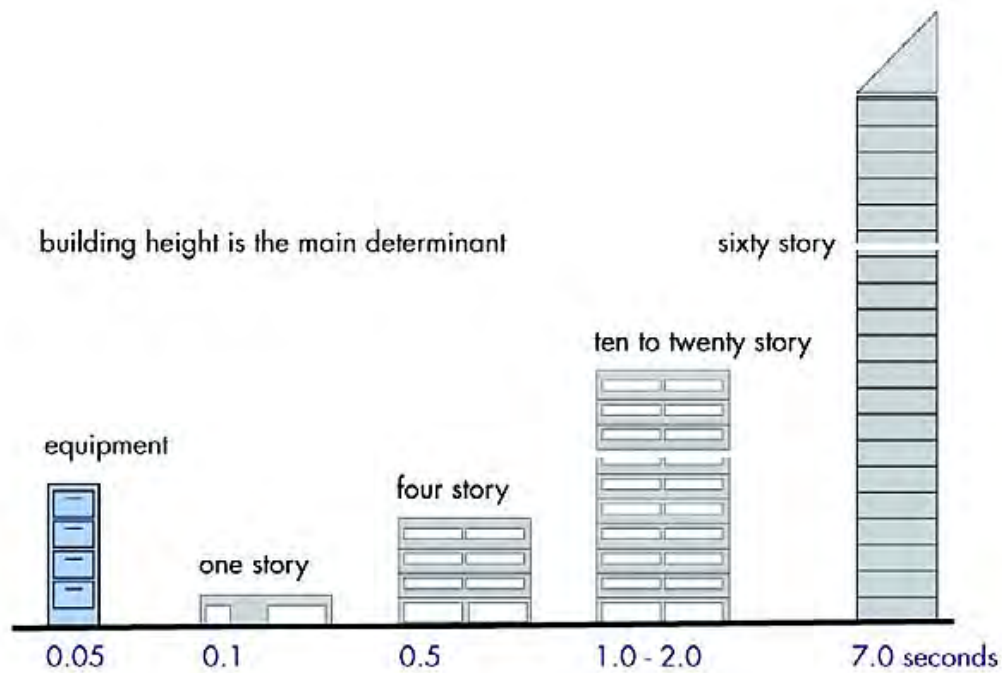 building height is the main determinant
sixty story
ten to twenty story
equipment
four story
one story
0.05
0.1
0.5
1.0 - 2.0
7.0 seconds